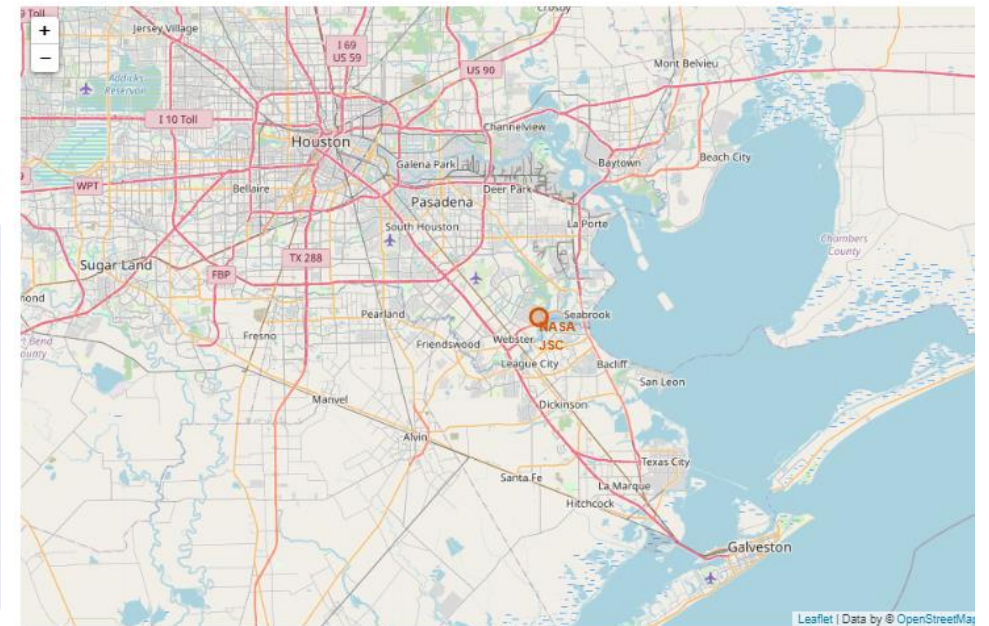 Toll
Crosby
+
−
Jersey Village
I 69
US 59
Mont Belvieu
US 90
Addicks
Reservoir
I 10 Toll
Channelview
Houston
Beach City
Baytown
Galena Park
WPT
Bellaire
Deer Park
Pasadena
La Porte
South Houston
Chambers
County
TX 288
Sugar Land
FBP
Pearland
Seabrook
NASA
JSC
Fresno
Webster
Friendswood
League City
Bacliff
San Leon
Manvel
Dickinson
Alvin
Texas City
Santa Fe
La Marque
Hitchcock
Galveston
Leaflet | Data by © OpenStreetMap